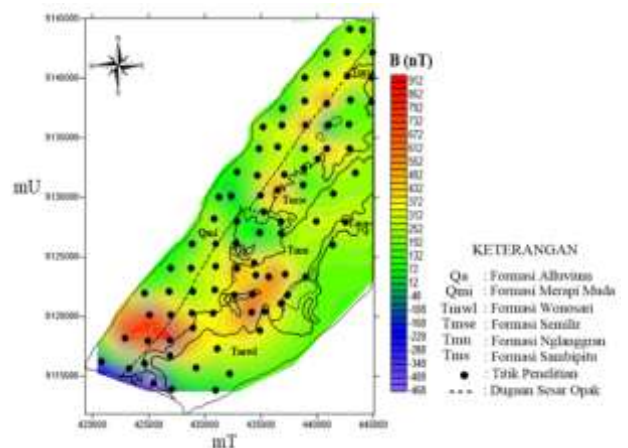 B (nT)
912
862
792
732
672
612
552
492
432
372
312
252
192
132
72
12
-48
-108
-168
-228
-288
-348
-408
-468
9145000
9140000
9135000
9130000
9125000
9120000
9115000
mU
420000
425000
430000
435000
440000
445000
mT
Tmse
Qmi
Tmn
Tmwl
KETERANGAN
Qa : Formasi Alluvium
Qmi : Formasi Merapi Muda
Tmwl : Formasi Wonosari
Tmse : Formasi Semilir
Tmn : Formasi Nglanggran
Tms : Formasi Sambipitu
: Titik Penelitian
: Dugaan Sesar Opak